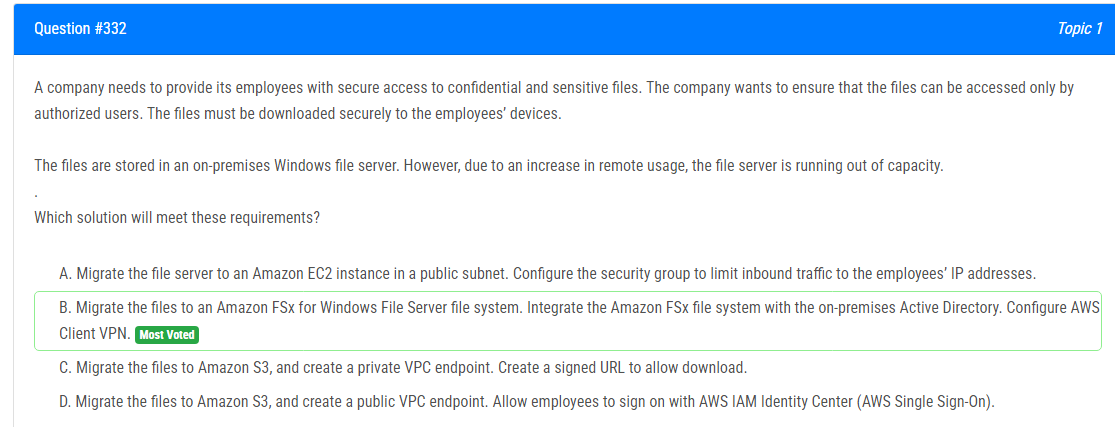 Question #332
Topic 1
A company needs to provide its employees with secure access to confidential and sensitive files. The company wants to ensure that the files can be accessed only by
authorized users. The files must be downloaded securely to the employees’ devices.
The files are stored in an on-premises Windows file server. However, due to an increase in remote usage, the file server is running out of capacity.
.
Which solution will meet these requirements?
A. Migrate the file server to an Amazon EC2 instance in a public subnet. Configure the security group to limit inbound traffic to the employees’ IP addresses.
B. Migrate the files to an Amazon FSx for Windows File Server file system. Integrate the Amazon FSx file system with the on-premises Active Directory. Configure AWS
Client VPN. Most Voted
C. Migrate the files to Amazon S3, and create a private VPC endpoint. Create a signed URL to allow download.
D. Migrate the files to Amazon S3, and create a public VPC endpoint. Allow employees to sign on with AWS IAM Identity Center (AWS Single Sign-On).